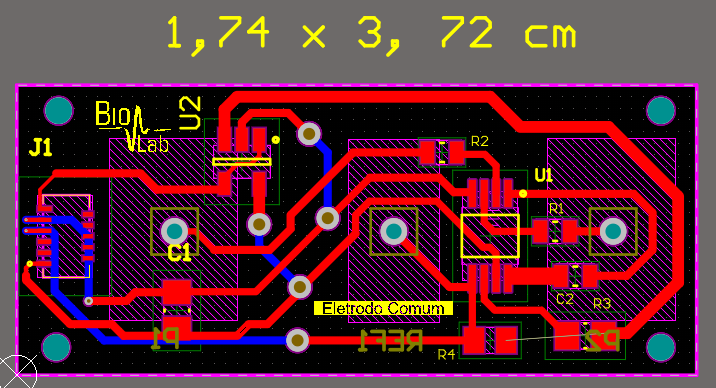 1,74 x 3, 72 cm
Bio
Lab
U2
J1
R2
U1
R1
C1
C2
R3
Eletrodo Comum
P1
REF1
R4
P2